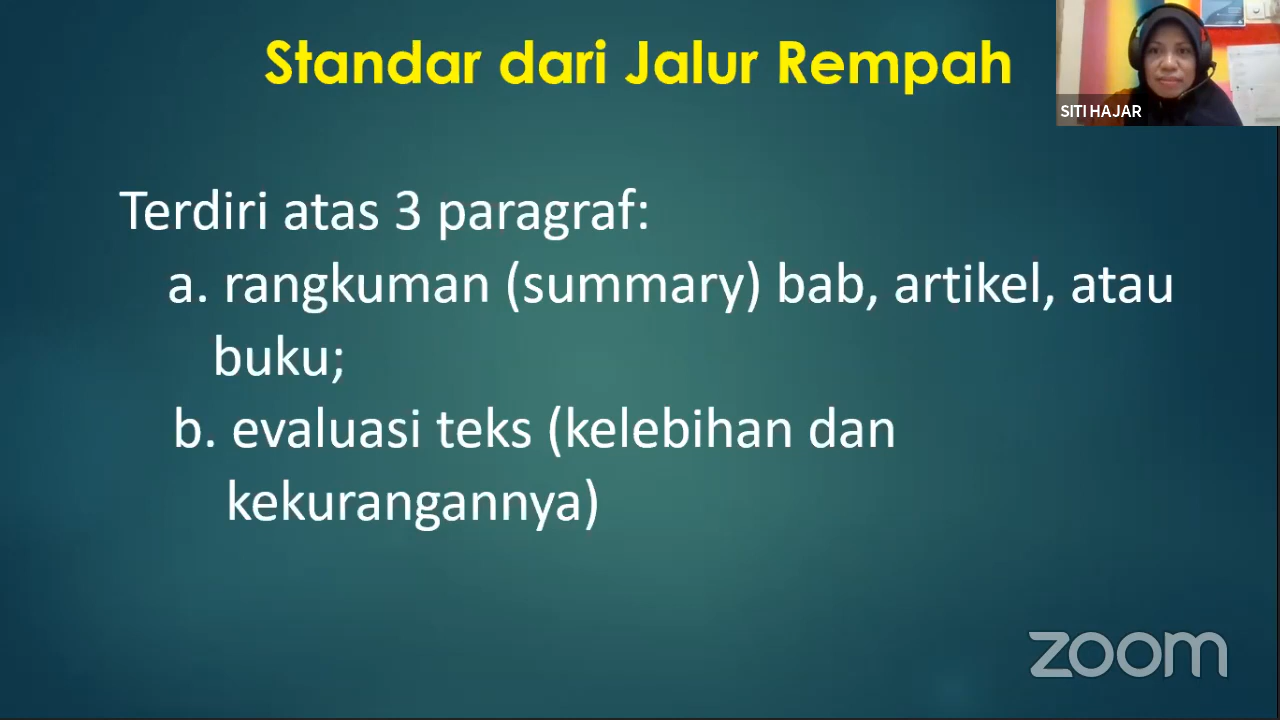 Standar dari Jalur Rempah
SITI HAJAR
Terdiri atas 3 paragraf:
a. rangkuman (summary) bab, artikel, atau
buku;
b. evaluasi teks (kelebihan dan
kekurangannya)
zoom